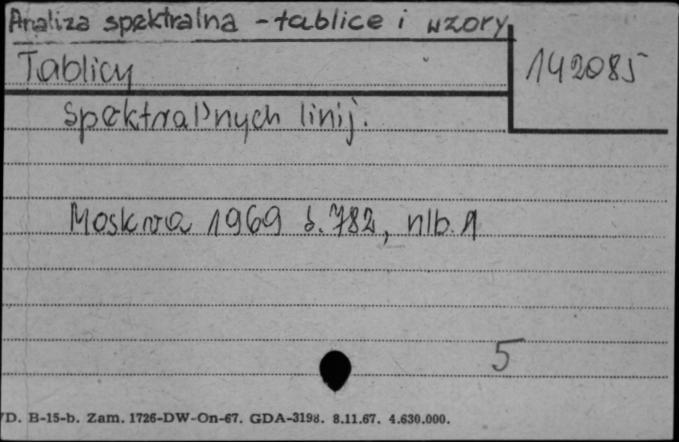 Analiza spektralna - tablice i wzory
Tablicy
142085
spektral'nych linij.
Moskva 1969 s. 782, nlb. 1
5
D. B-15-b. Zam. 1726-DW-On-67. GDA-3198. 8.11.67. 4.630.000.